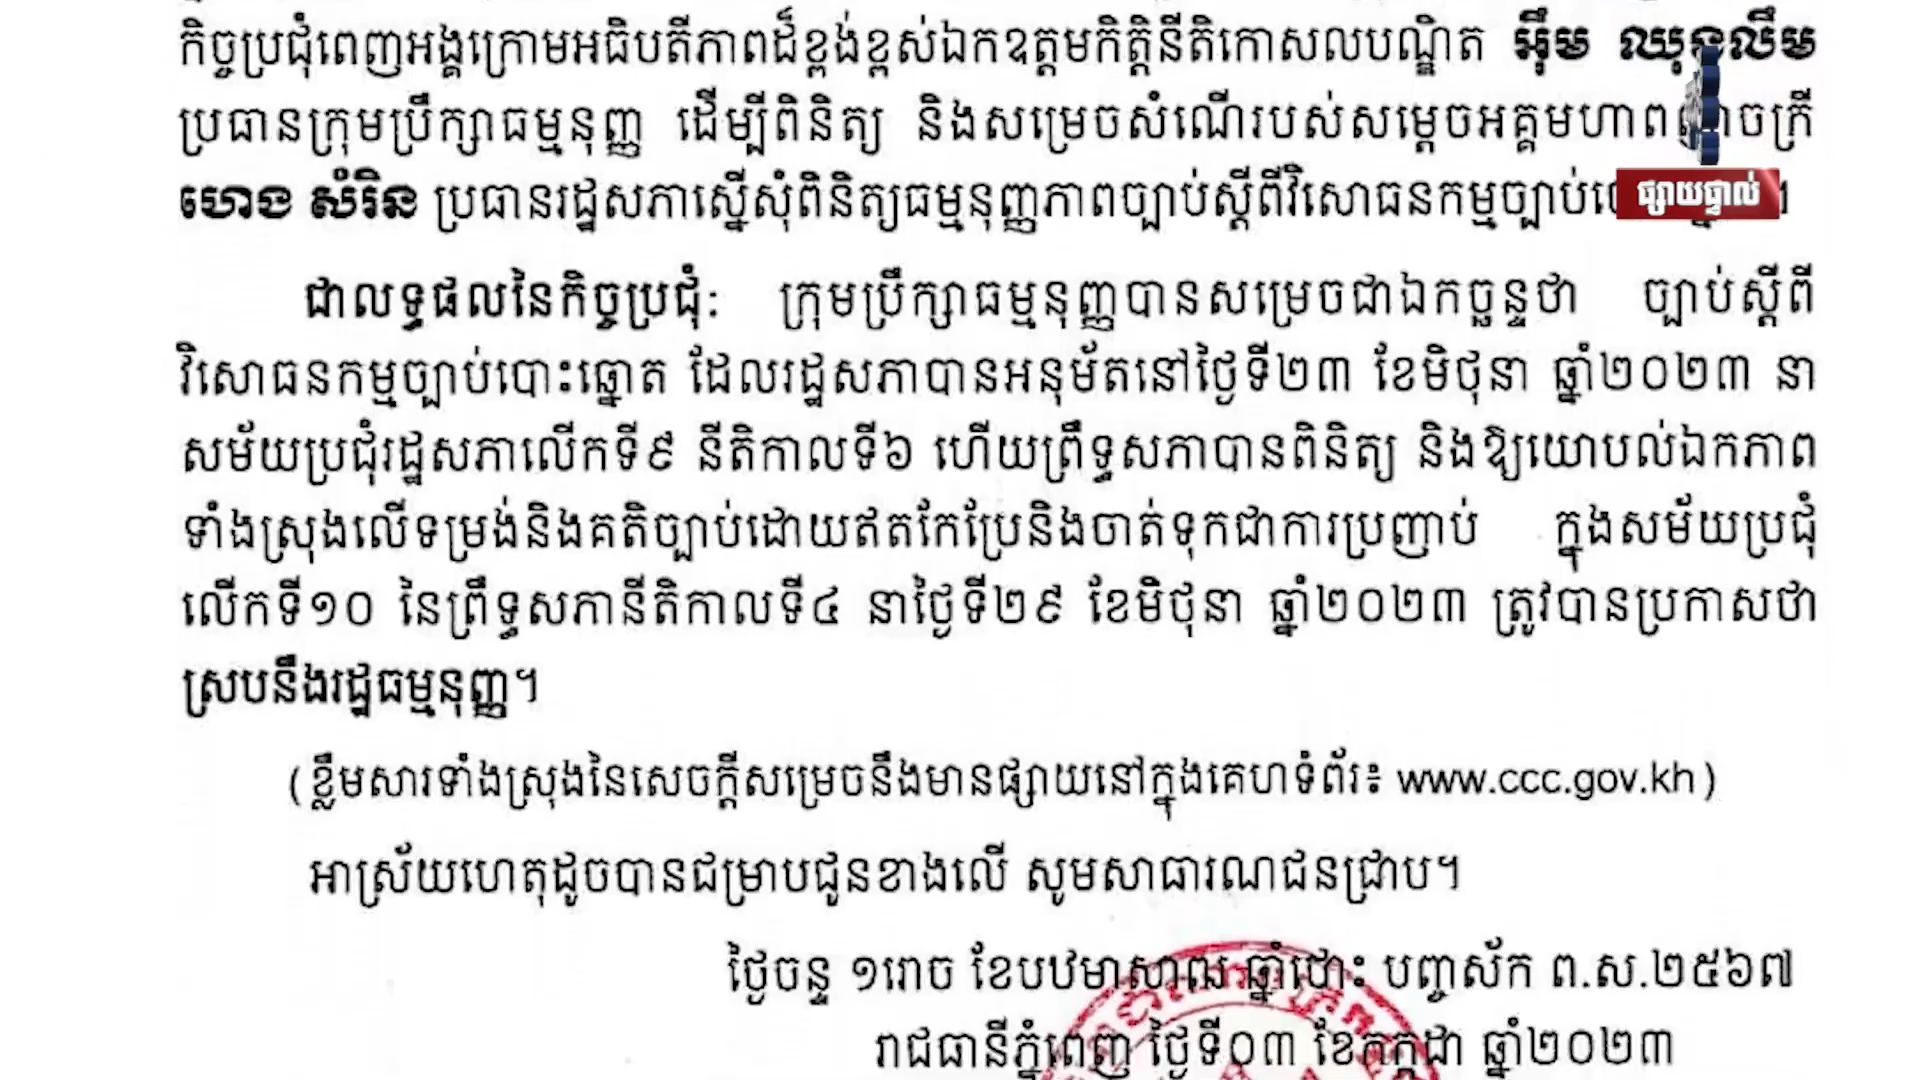 កិច្ចប្រជុំពេញអង្គក្រោមអធិបតីភាពដ៏ខ្ពង់ខ្ពស់ឯកឧត្តមកិត្តិនីតិកោសលបណ្ឌិត អ៊ឹម ឈុនលឹម
ប្រធានក្រុមប្រឹក្សាធម្មនុញ្ញ ដើម្បីពិនិត្យ និងសម្រេចសំណើរបស់សម្តេចអគ្គមហាពញាចក្រី
ហេង សំរិន ប្រធានរដ្ឋសភាស្នើសុំពិនិត្យធម្មនុញ្ញភាពច្បាប់ស្តីពីវិសោធនកម្មច្បាប់
ផ្សាយផ្ទាល់
ជាលទ្ធផលនៃកិច្ចប្រជុំ: ក្រុមប្រឹក្សាធម្មនុញ្ញបានសម្រេចជាឯកច្ឆន្ទថា ច្បាប់ស្តីពី
វិសោធនកម្មច្បាប់បោះឆ្នោត ដែលរដ្ឋសភាបានអនុម័តនៅថ្ងៃទី២៣ ខែមិថុនា ឆ្នាំ២០២៣ នា
សម័យប្រជុំរដ្ឋសភាលើកទី៩ នីតិកាលទី៦ ហើយព្រឹទ្ធសភាបានពិនិត្យ និងឱ្យយោបល់ឯកភាព
ទាំងស្រុងលើទម្រង់និងគតិច្បាប់ដោយឥតកែប្រែនិងចាត់ទុកជាការប្រញាប់ ក្នុងសម័យប្រជុំ
លើកទី១០ នៃព្រឹទ្ធសភានីតិកាលទី៤ នាថ្ងៃទី២៩ ខែមិថុនា ឆ្នាំ២០២៣ ត្រូវបានប្រកាសថា
ស្របនឹងរដ្ឋធម្មនុញ្ញ។
(ខ្លឹមសារទាំងស្រុងនៃសេចក្តីសម្រេចនឹងមានផ្សាយនៅក្នុងគេហទំព័រ៖ www.ccc.gov.kh)
អាស្រ័យហេតុដូចបានជម្រាបជូនខាងលើ សូមសាធារណជនជ្រាប។
ថ្ងៃចន្ទ ១រោច ខែបឋមាសាឍ ឆ្នាំថោះ បញ្ចស័ក ព.ស.២៥៦៧
រាជធានីភ្នំពេញ ថ្ងៃទី០៣ ខែកក្កដា ឆ្នាំ២០២៣